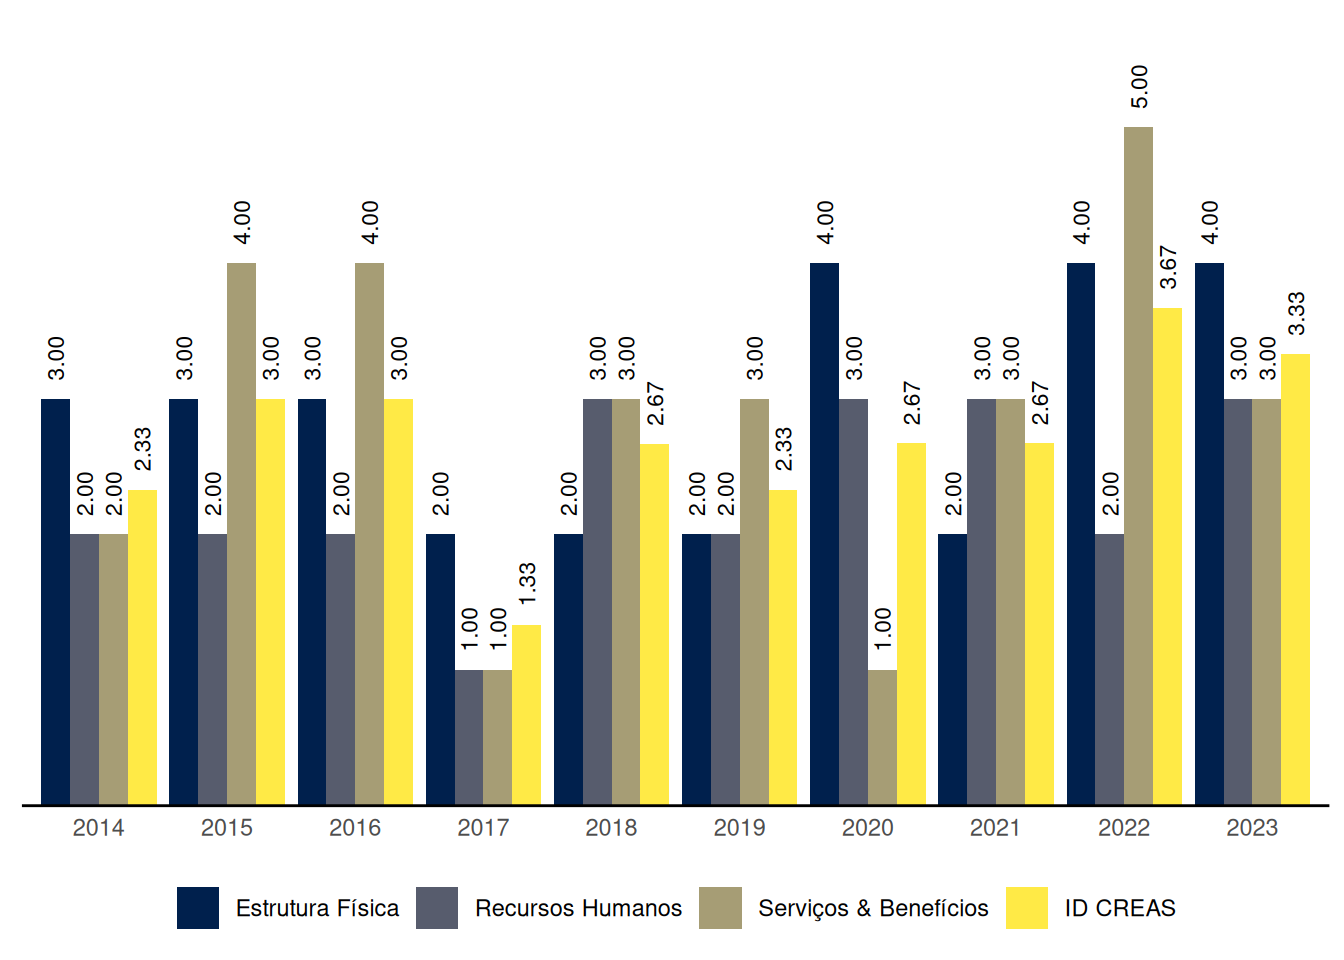 5.00
4.00 4.00 4.00 4.00 4.00
3.67
3.33
3.00 3.00 3.00 3.00 3.00 3.00 3.00 3.00 3.00 3.00 3.00 3.00 3.00
2.67 2.67 2.67
2.33 2.33
2.00 2.00 2.00 2.00 2.00 2.00 2.00 2.00 2.00 2.00
1.33
1.00 1.00 1.00
2014 2015 2016 2017 2018 2019 2020 2021 2022 2023
Estrutura Física Recursos Humanos Serviços & Benefícios ID CREAS